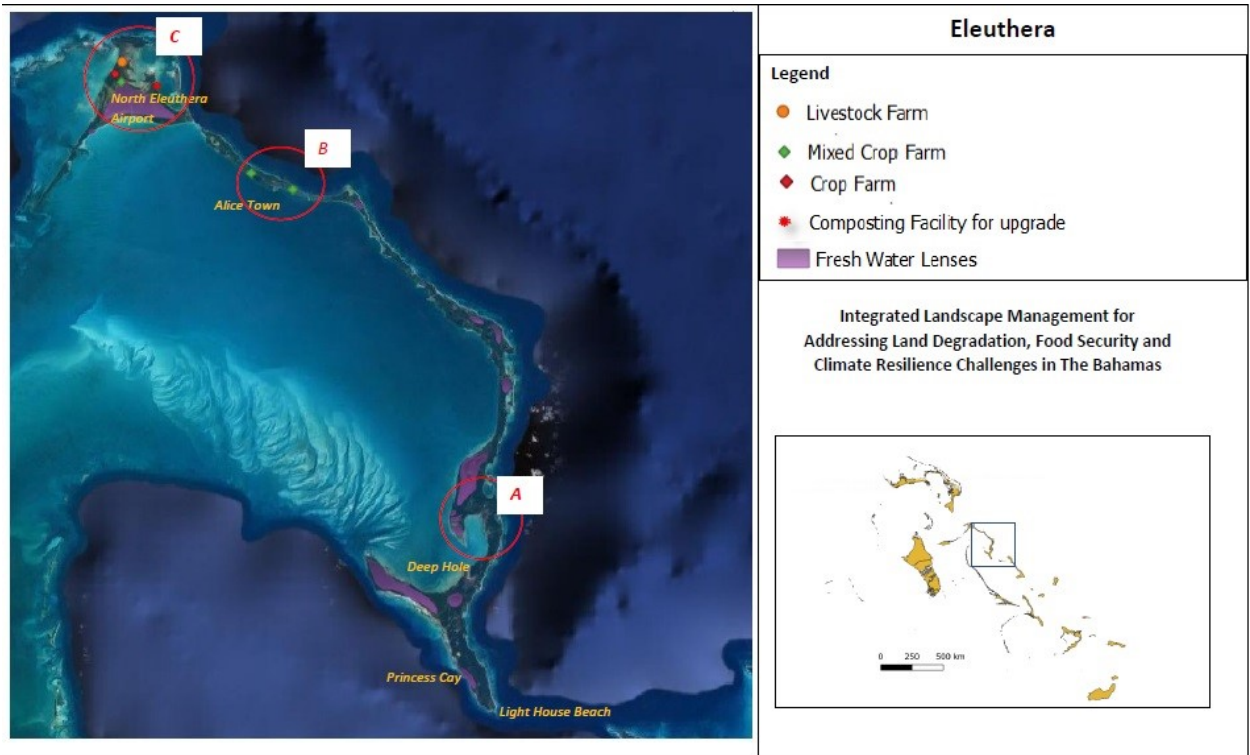 C
North Eleuthera
Airport
B
Alice Town
A
Deep Hole
Princess Cay
Light House Beach
Eleuthera
Legend
Livestock Farm
Mixed Crop Farm
Crop Farm
Composting Facility for upgrade
Fresh Water Lenses
Integrated Landscape Management for
Addressing Land Degradation, Food Security and
Climate Resilience Challenges in The Bahamas
0 250 500 km